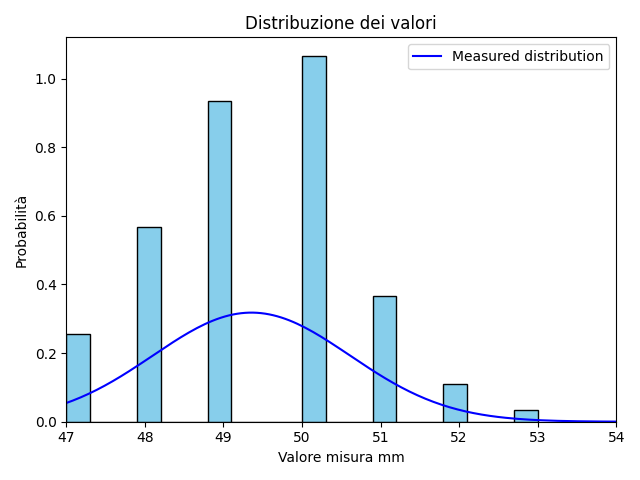 Distribuzione dei valori
Measured distribution
Probabilità
1.0
0.8
0.6
0.4
0.2
0.0
47 48 49 50 51 52 53 54
Valore misura mm